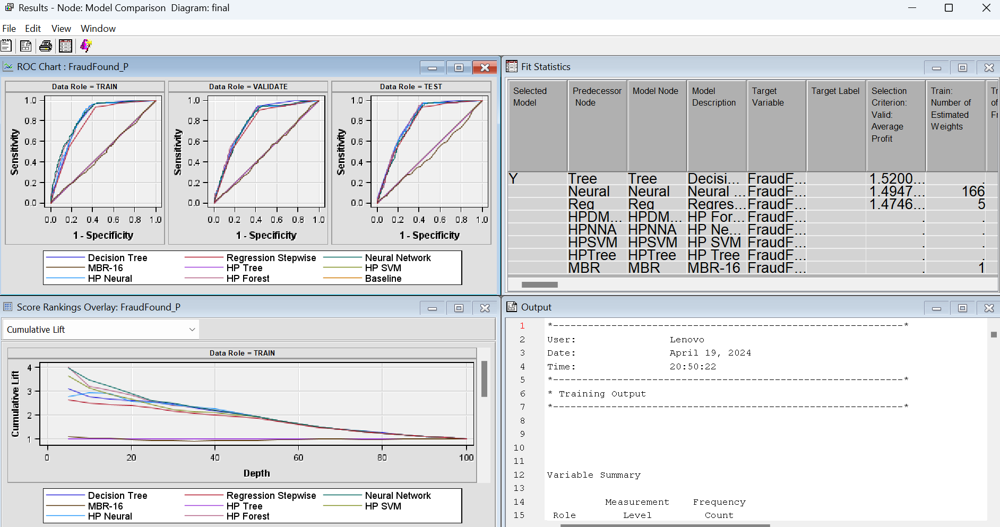 Results - Node: Model Comparison  Diagram: final
File Edit View Window
ROC Chart : FraudFound_P
Data Role = TRAIN
Data Role = VALIDATE
Data Role = TEST
Sensitivity
1.0
0.8
0.6
0.4
0.2
0.0
0.0 0.2 0.4 0.6 0.8 1.0
1 - Specificity
Sensitivity
1.0
0.8
0.6
0.4
0.2
0.0
0.0 0.2 0.4 0.6 0.8 1.0
1 - Specificity
Sensitivity
1.0
0.8
0.6
0.4
0.2
0.0
0.0 0.2 0.4 0.6 0.8 1.0
1 - Specificity
Decision Tree Regression Stepwise Neural Network
MBR-16 HP Tree HP SVM
HP Neural HP Forest Baseline
Fit Statistics
Selected Model
Predecessor Node
Model Node
Model Description
Target Variable
Target Label
Selection Criterion: Valid: Average Profit
Train: Number of Estimated Weights
Tr
of
Fr
Y Tree Tree Decisi... FraudF... 1.5200... .
Neural Neural Neural ... FraudF... 1.4947... 166
Reg Reg Regres... FraudF... 1.4746... 5
HPDM... HPDM... HP For... FraudF... . .
HPNNA HPNNA HP Ne... FraudF... . .
HPSVM HPSVM HP SVM FraudF... . .
HPTree HPTree HP Tree FraudF... . .
MBR MBR MBR-16 FraudF... . 1
Score Rankings Overlay: FraudFound_P
Cumulative Lift
Data Role = TRAIN
Cumulative Lift
4
3
2
1
0 20 40 60 80 100
Depth
Decision Tree Regression Stepwise Neural Network
MBR-16 HP Tree HP SVM
HP Neural HP Forest
Output
1 *------------------------------------------------------------*
2 User: Lenovo
3 Date: April 19, 2024
4 Time: 20:50:22
5 *------------------------------------------------------------*
6 * Training Output
7 *------------------------------------------------------------*
8
9
10
11
12 Variable Summary
13
14 Measurement Frequency
15 Role Level Count